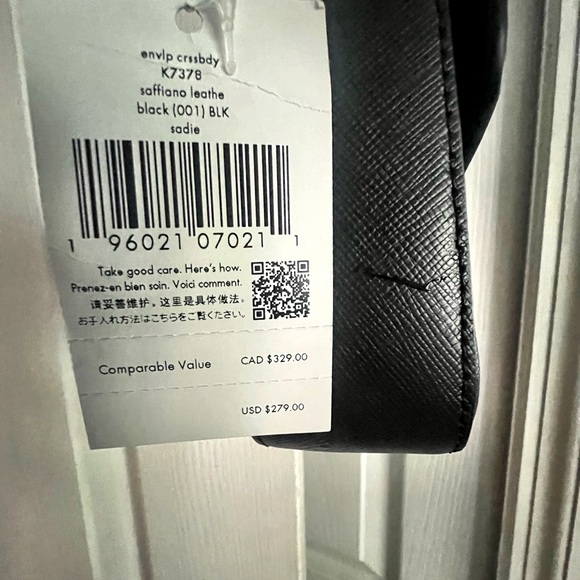 envlp crssbdy
K7378
saffiano leathe
black (001) BLK
sadie
1 96021 07021 1
Take good care. Here's how.
Prenez-en bien soin. Voici comment.
请妥善维护。这里是具体做法。
お手入れ方法はこちらをご覧ください。
Comparable Value CAD $329.00
USD $279.00